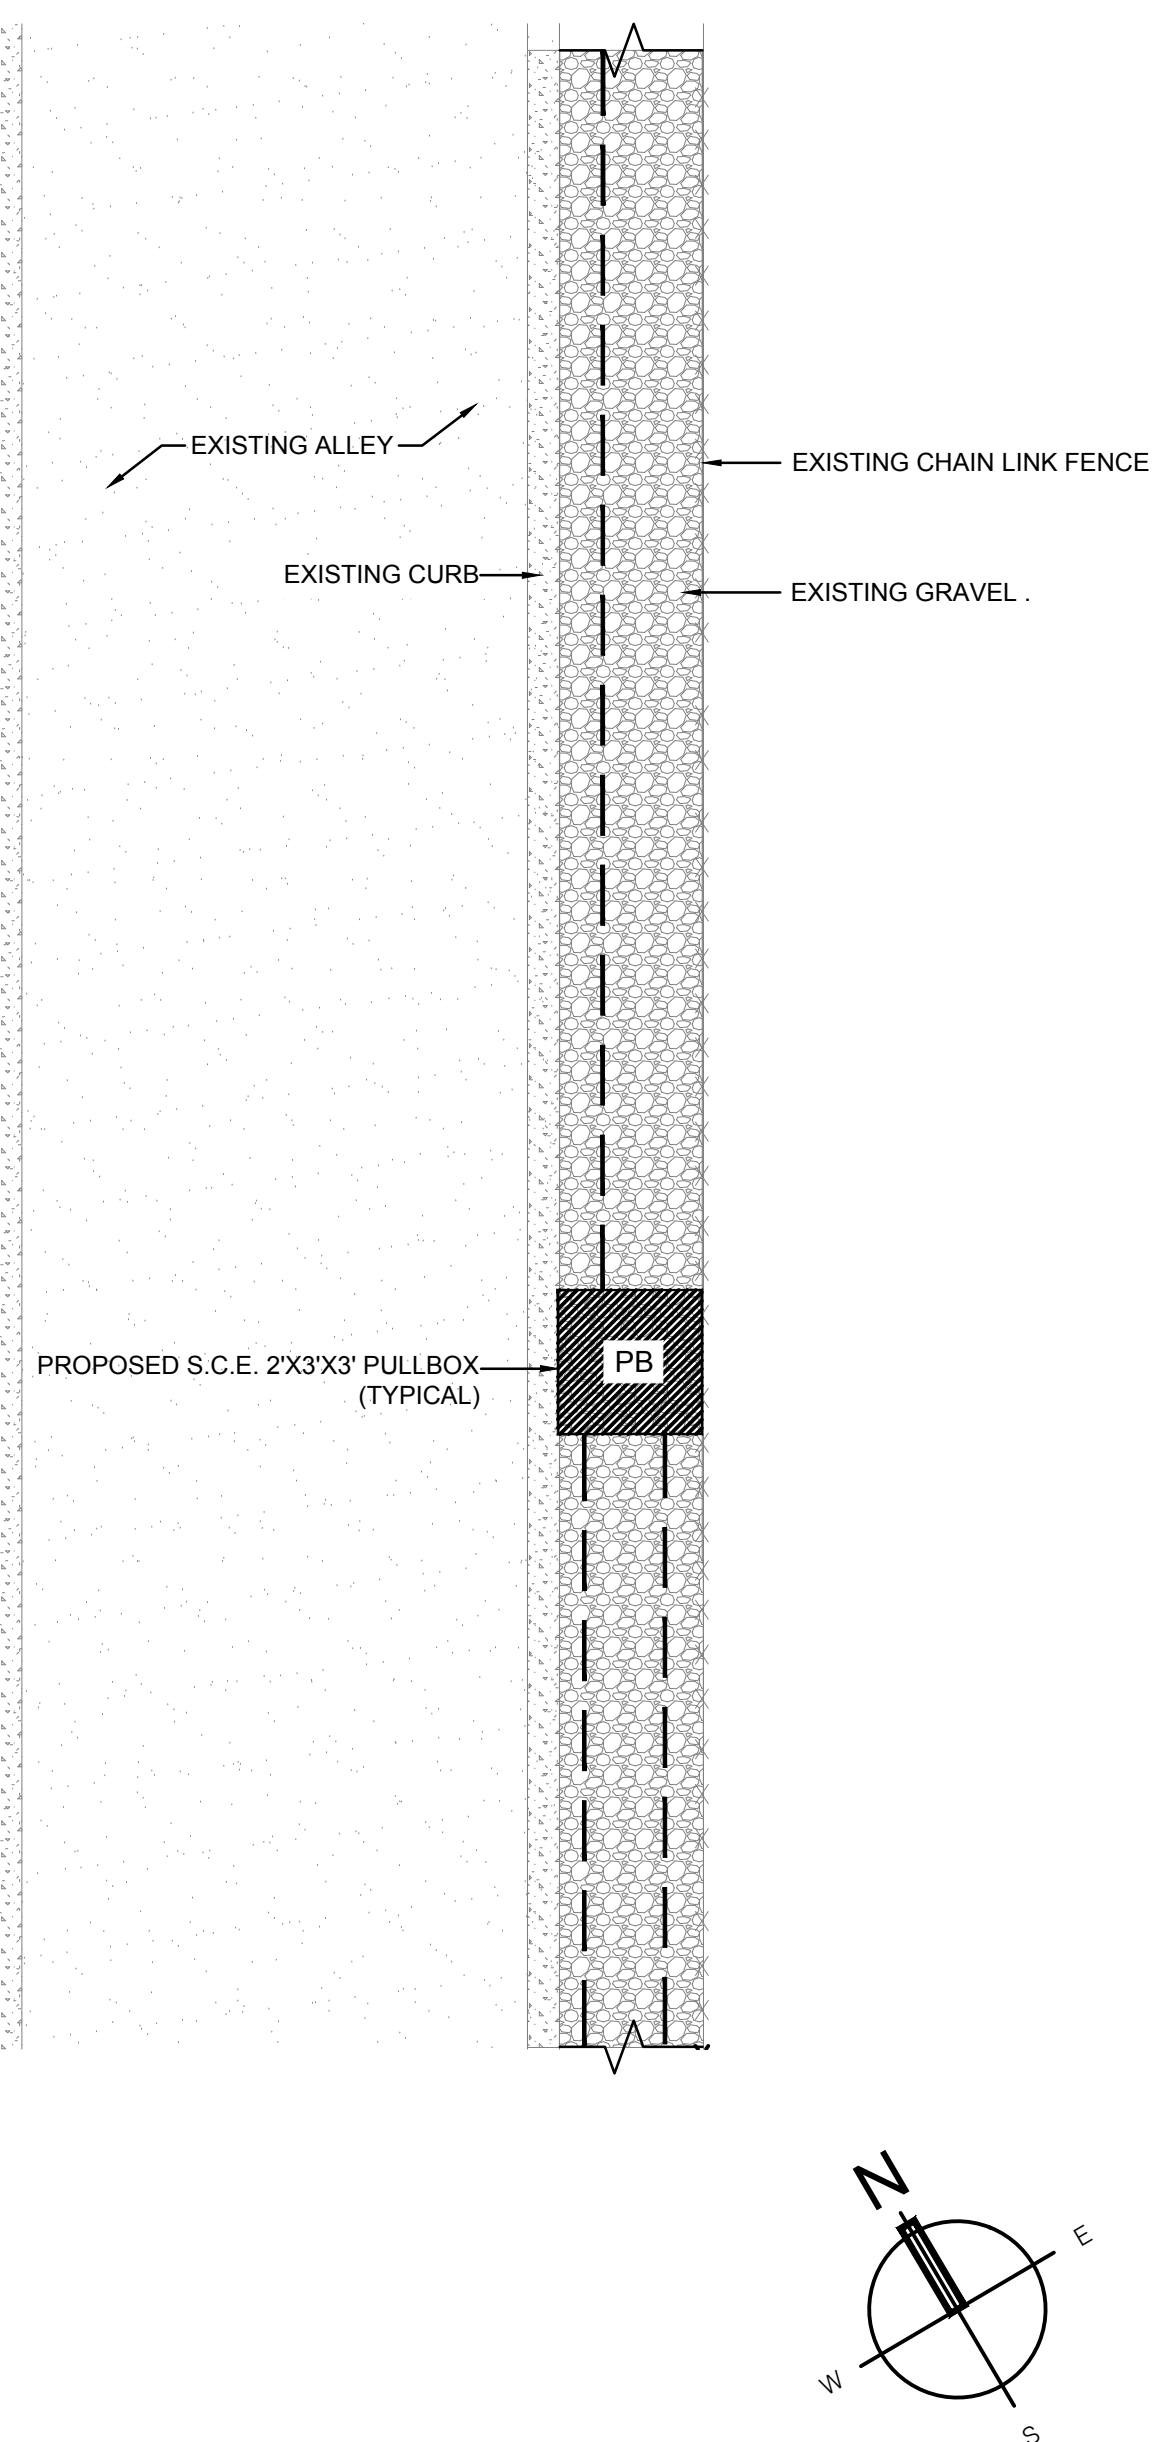 EXISTING ALLEY
EXISTING CHAIN LINK FENCE
EXISTING CURB
EXISTING GRAVEL .
PROPOSED S.C.E. 2'X3'X3' PULLBOX
(TYPICAL)
PB
N
E
W
S